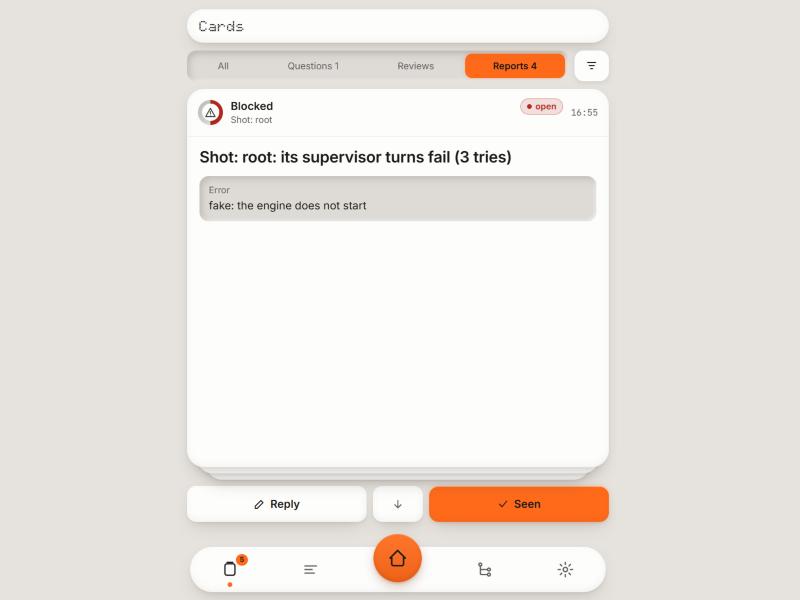 Cards
All
Questions 1
Reviews
Reports 4
Blocked
Shot: root
open
16:55
Shot: root: its supervisor turns fail (3 tries)
Error
fake: the engine does not start
Reply
Seen
5